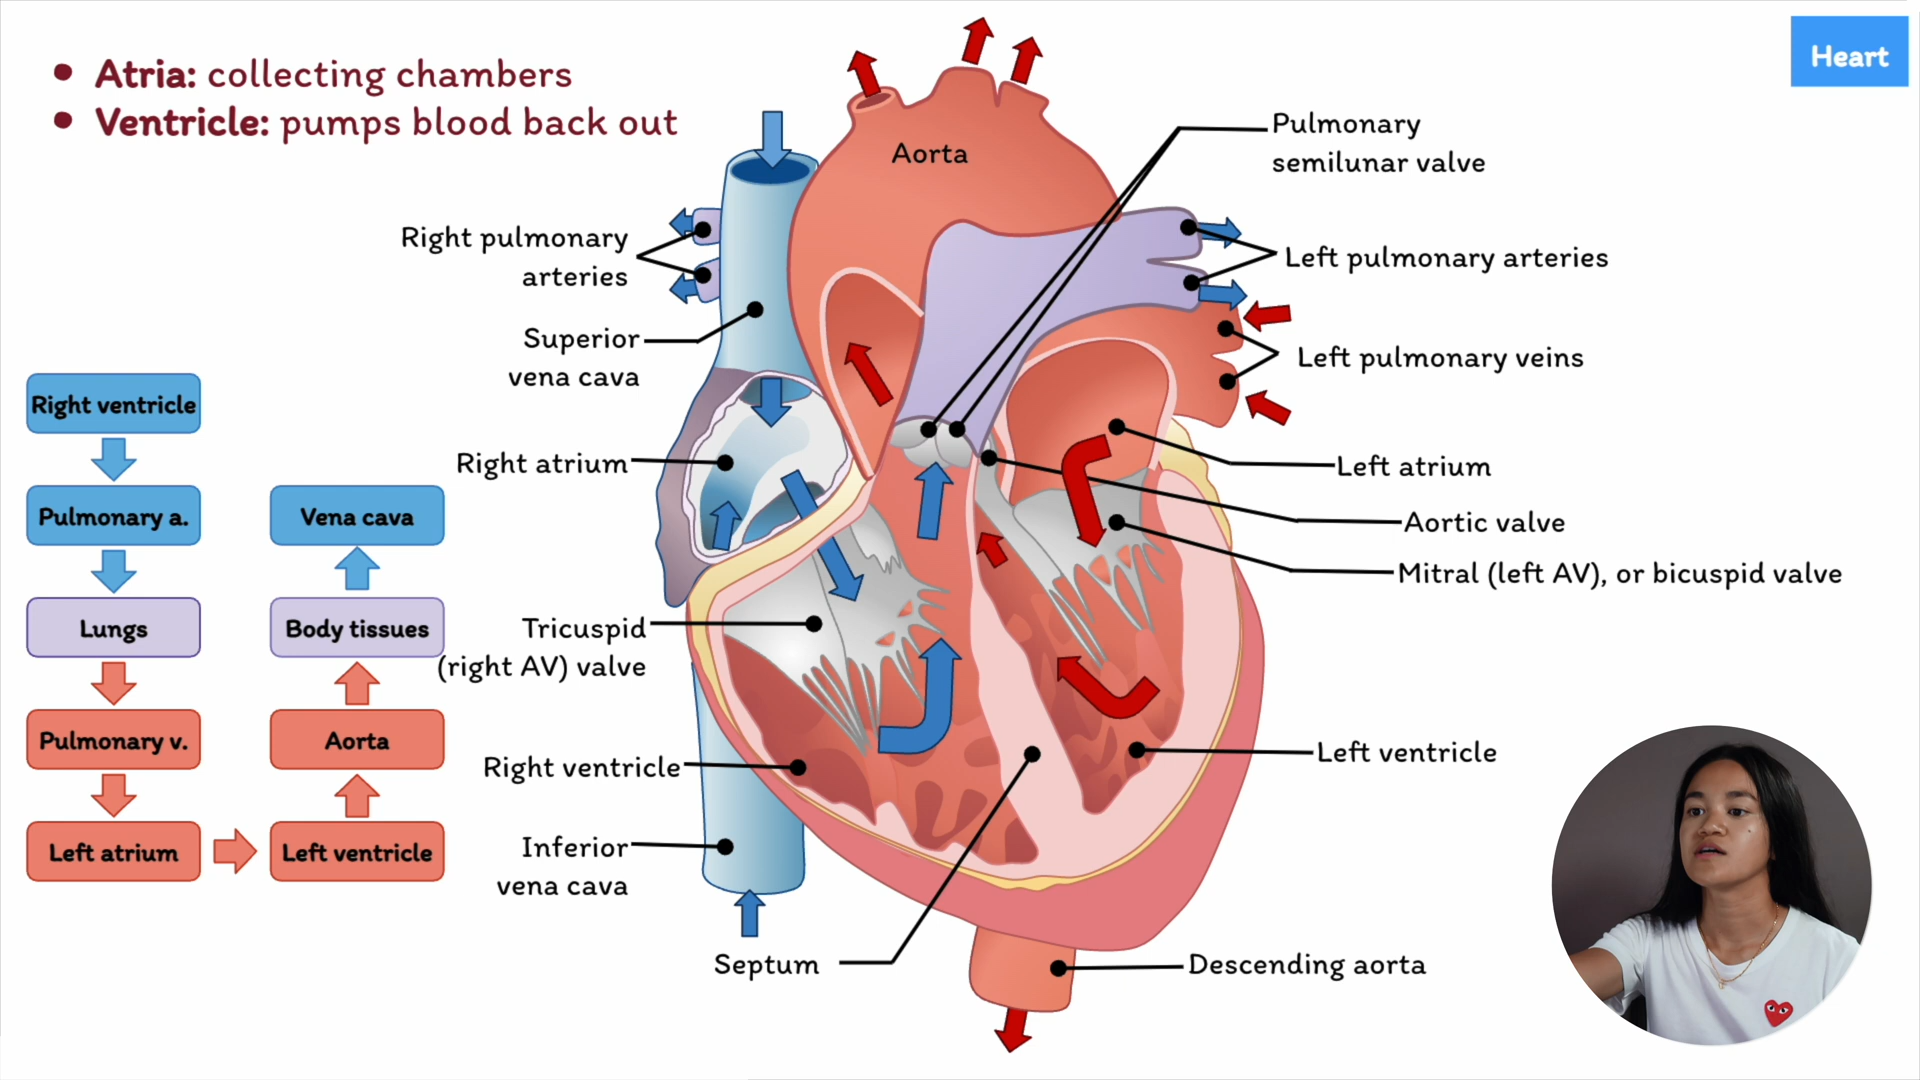 Heart
• Atria: collecting chambers
• Ventricle: pumps blood back out
Aorta
Pulmonary
semilunar valve
Right pulmonary
arteries
Left pulmonary arteries
Superior
vena cava
Left pulmonary veins
Right atrium
Left atrium
Aortic valve
Mitral (left AV), or bicuspid valve
Tricuspid
(right AV) valve
Right ventricle
Left ventricle
Inferior
vena cava
Septum
Descending aorta
Right ventricle
Pulmonary a.
Lungs
Pulmonary v.
Left atrium
Left ventricle
Aorta
Body tissues
Vena cava